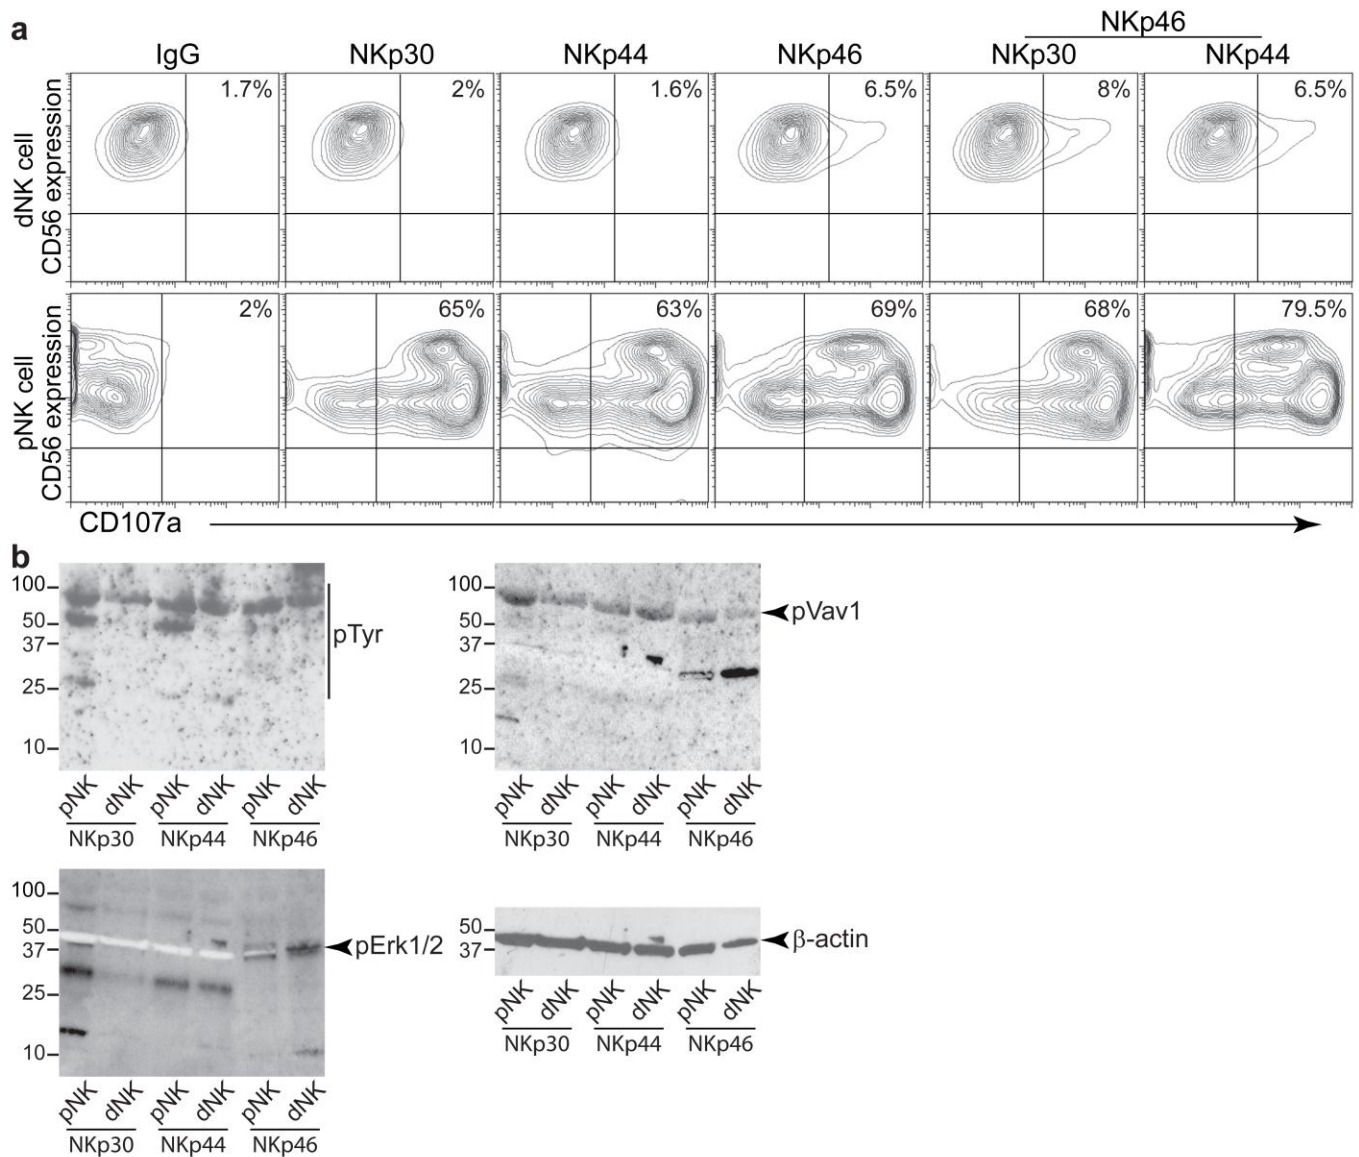 a
NKp46
IgG NKp30 NKp44 NKp46 NKp30 NKp44
dNK cell
CD56 expression
1.7% 2% 1.6% 6.5% 8% 6.5%
pNK cell
CD56 expression
2% 65% 63% 69% 68% 79.5%
CD107a
b
100
50
37
25
10
pTyr
pNK dNK pNK dNK pNK dNK
NKp30 NKp44 NKp46
100
50
37
25
10
pVav1
pNK dNK pNK dNK pNK dNK
NKp30 NKp44 NKp46
100
50
37
25
10
pErk1/2
pNK dNK pNK dNK pNK dNK
NKp30 NKp44 NKp46
50
37
β-actin
pNK dNK pNK dNK pNK dNK
NKp30 NKp44 NKp46